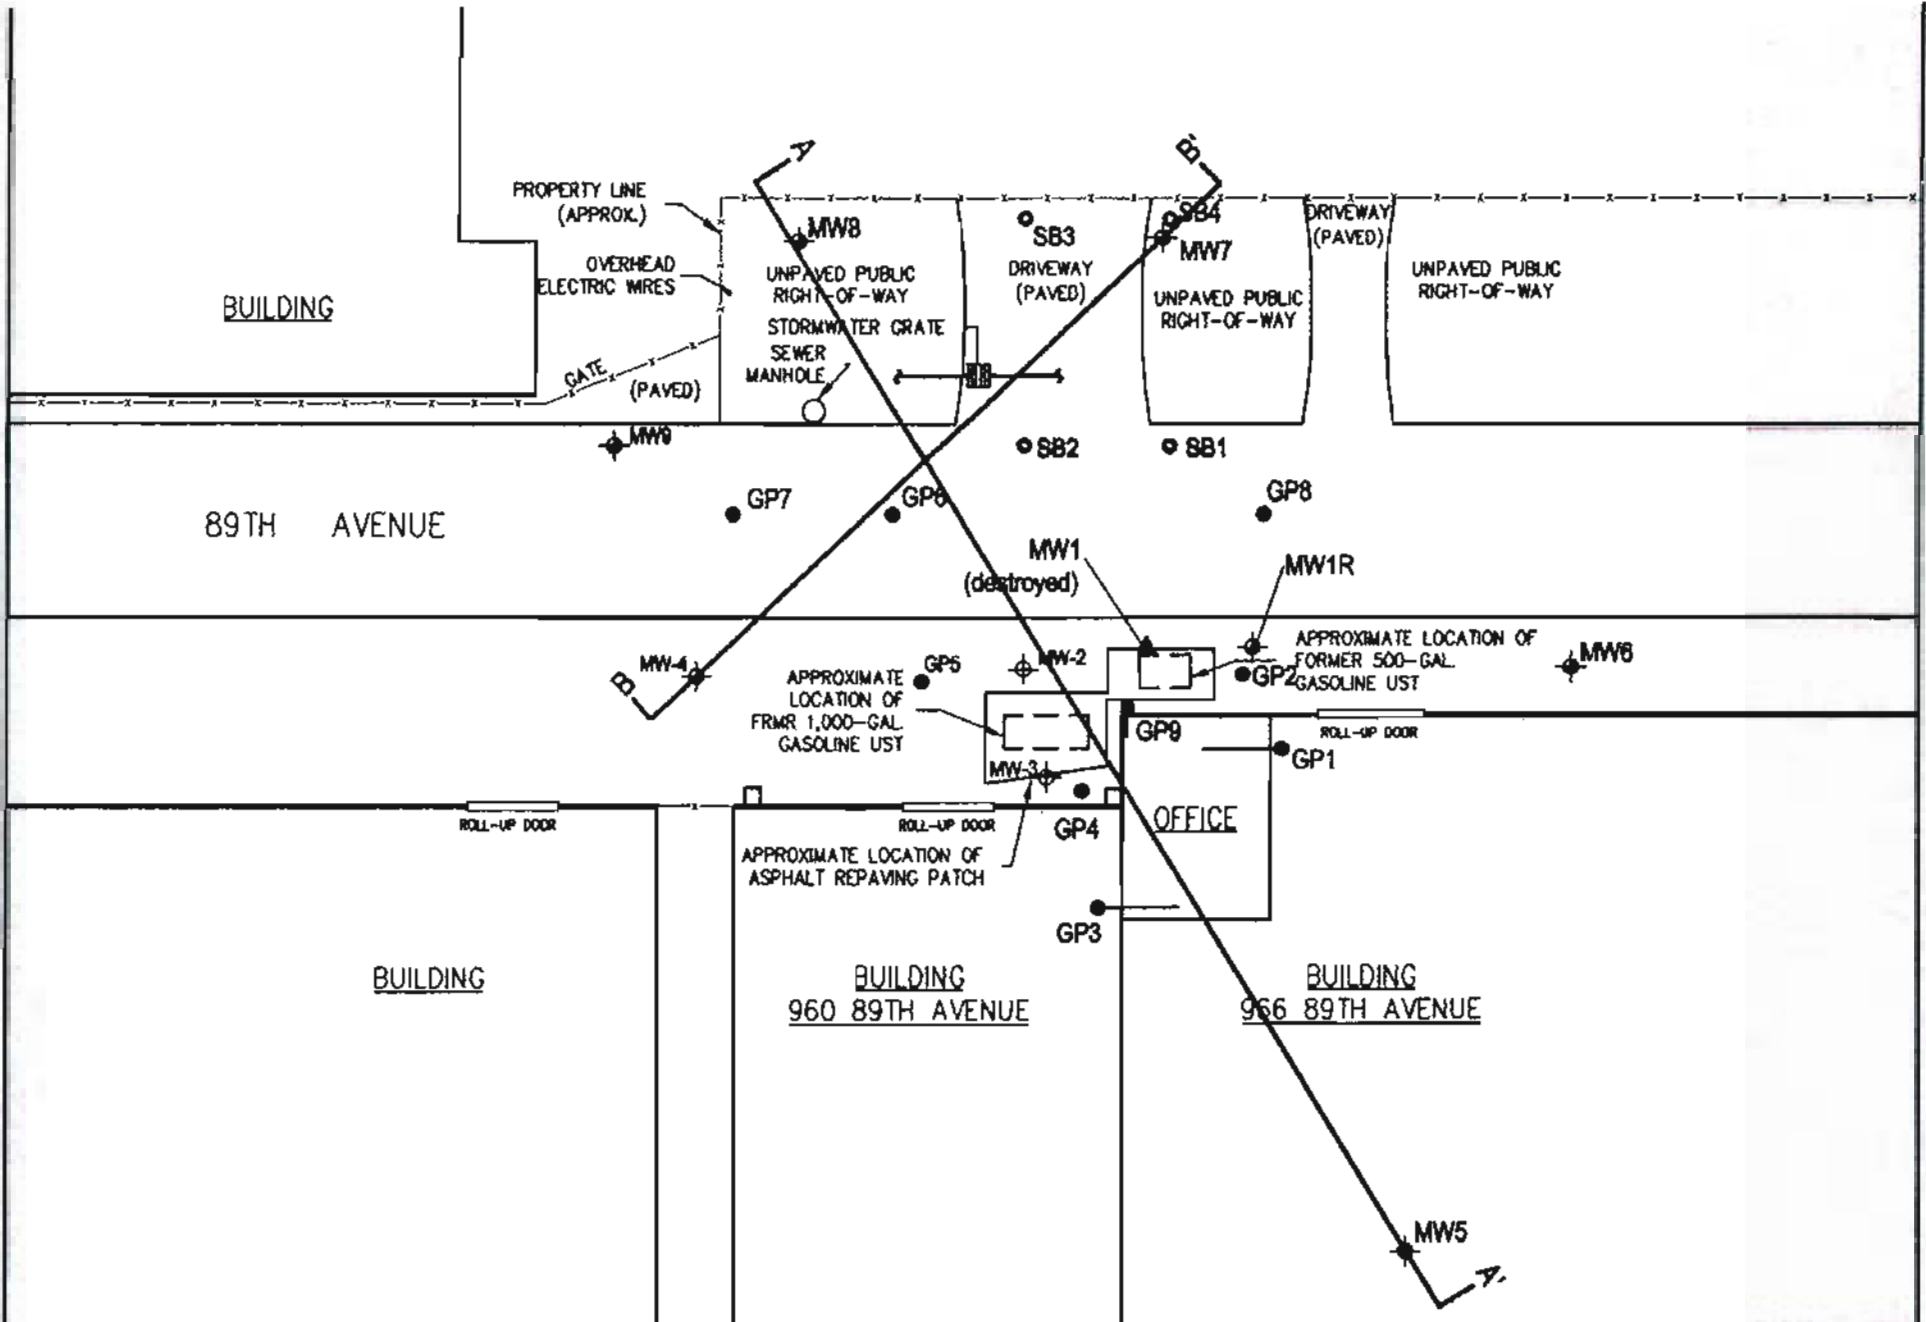 A
B'
PROPERTY LINE
(APPROX.)
MW8
SB3
SB4
MW7
DRIVEWAY
(PAVED)
OVERHEAD
ELECTRIC WIRES
UNPAVED PUBLIC
RIGHT-OF-WAY
DRIVEWAY
(PAVED)
UNPAVED PUBLIC
RIGHT-OF-WAY
UNPAVED PUBLIC
RIGHT-OF-WAY
BUILDING
STORMWATER GRATE
SEWER
MANHOLE
GATE
(PAVED)
MW9
SB2
SB1
89TH AVENUE
GP7
GP6
GP8
MW1
(destroyed)
MW1R
MW-4
B
GP5
MW-2
APPROXIMATE
LOCATION OF
FRMR 1,000-GAL.
GASOLINE UST
GP2
APPROXIMATE LOCATION OF
FORMER 500-GAL.
GASOLINE UST
MW6
GP9
ROLL-UP DOOR
GP1
MW-3
GP4
OFFICE
ROLL-UP DOOR
ROLL-UP DOOR
APPROXIMATE LOCATION OF
ASPHALT REPAVING PATCH
GP3
BUILDING
BUILDING
960 89TH AVENUE
BUILDING
966 89TH AVENUE
MW5
A'